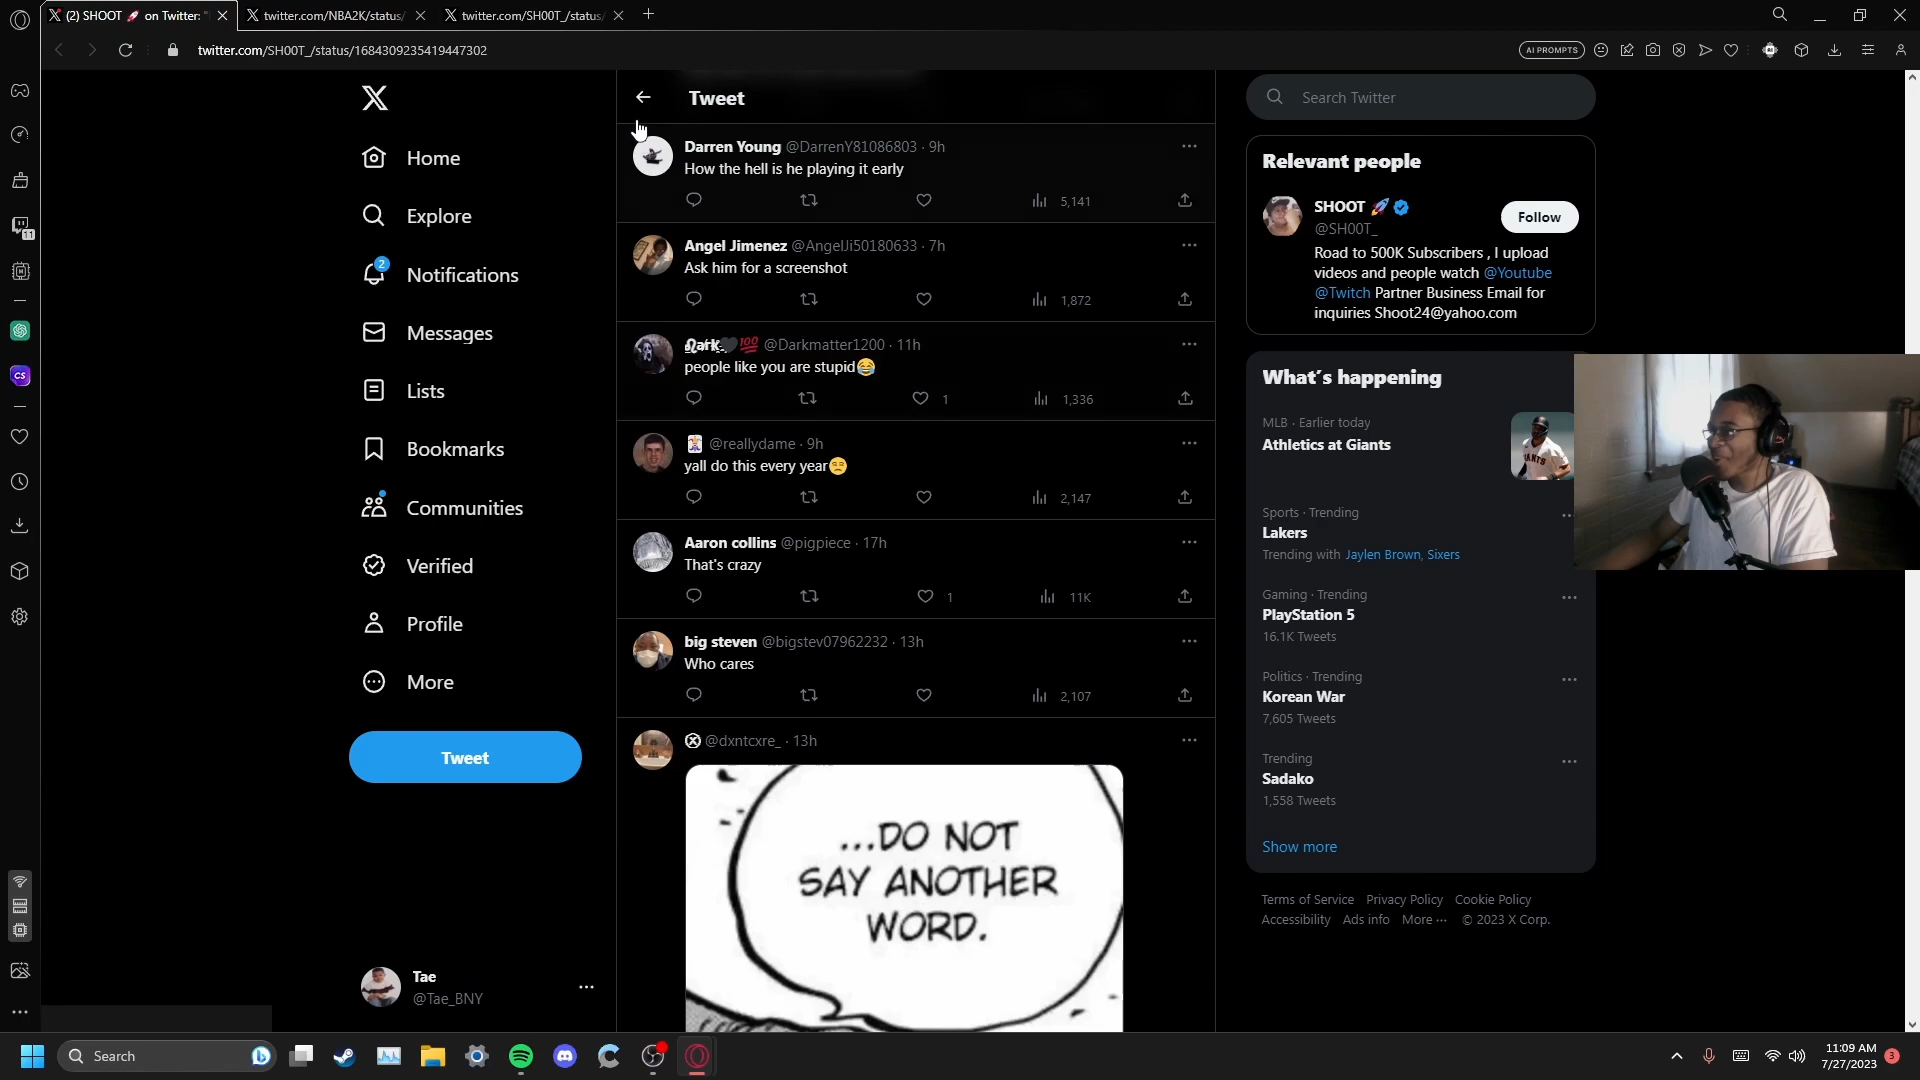 (2) SHOOT 🚀 on Twitter: "
twitter.com/NBA2K/status/
twitter.com/SH00T_/status/
twitter.com/SH00T_/status/1684309235419447302
AI PROMPTS
11
CS
X
Home
Explore
2
Notifications
Messages
Lists
Bookmarks
Communities
Verified
Profile
More
Tweet
Tae
@Tae_BNY
Tweet
Darren Young @DarrenY81086803 · 9h
How the hell is he playing it early
5,141
Angel Jimenez @AngelJi50180633 · 7h
Ask him for a screenshot
1,872
🖤💯 @Darkmatter1200 · 11h
people like you are stupid😂
1
1,336
🃏 @reallydame · 9h
yall do this every year😒
2,147
Aaron collins @pigpiece · 17h
That's crazy
1
11K
big steven @bigstev07962232 · 13h
Who cares
2,107
@dxntcxre_ · 13h
...DO NOT
SAY ANOTHER
WORD.
Search Twitter
Relevant people
SHOOT 🚀
@SH00T_
Follow
Road to 500K Subscribers , I upload
videos and people watch @Youtube
@Twitch Partner Business Email for
inquiries Shoot24@yahoo.com
What's happening
MLB · Earlier today
Athletics at Giants
GIANTS
Sports · Trending
Lakers
Trending with Jaylen Brown, Sixers
Gaming · Trending
PlayStation 5
16.1K Tweets
Politics · Trending
Korean War
7,605 Tweets
Trending
Sadako
1,558 Tweets
Show more
Terms of Service Privacy Policy Cookie Policy
Accessibility Ads info More ··· © 2023 X Corp.
Search
11:09 AM
7/27/2023
3